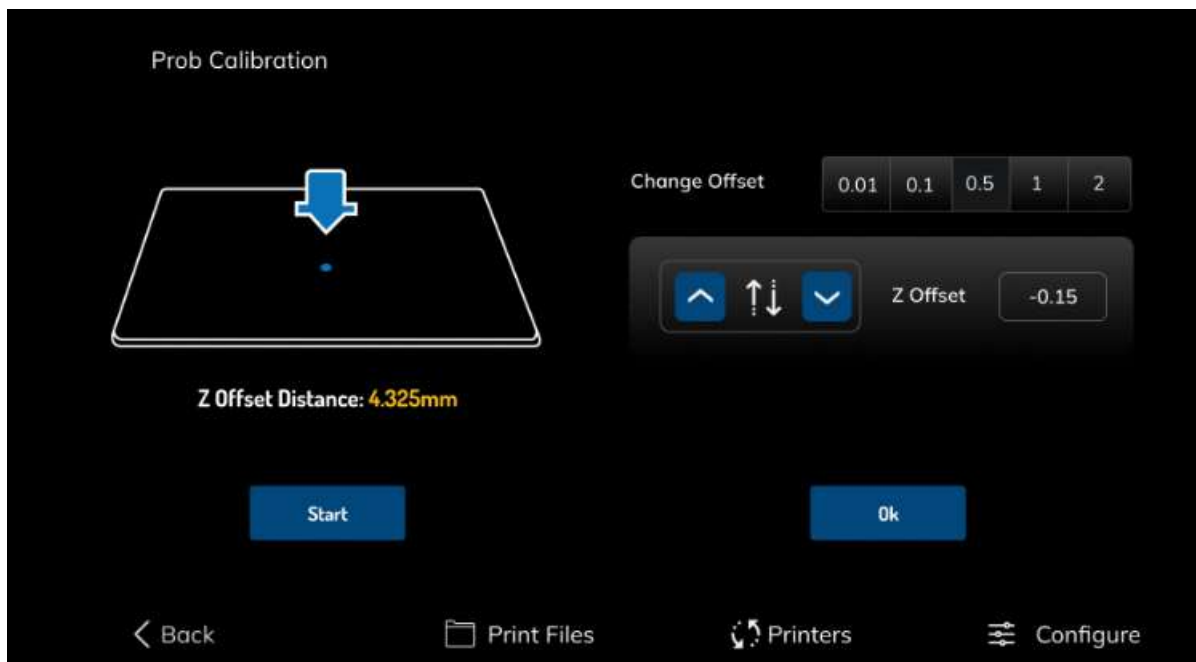 Prob Calibration
Change Offset
0.01 0.1 0.5 1 2
Z Offset -0.15
Z Offset Distance: 4.325mm
Start
Ok
Back Print Files Printers Configure